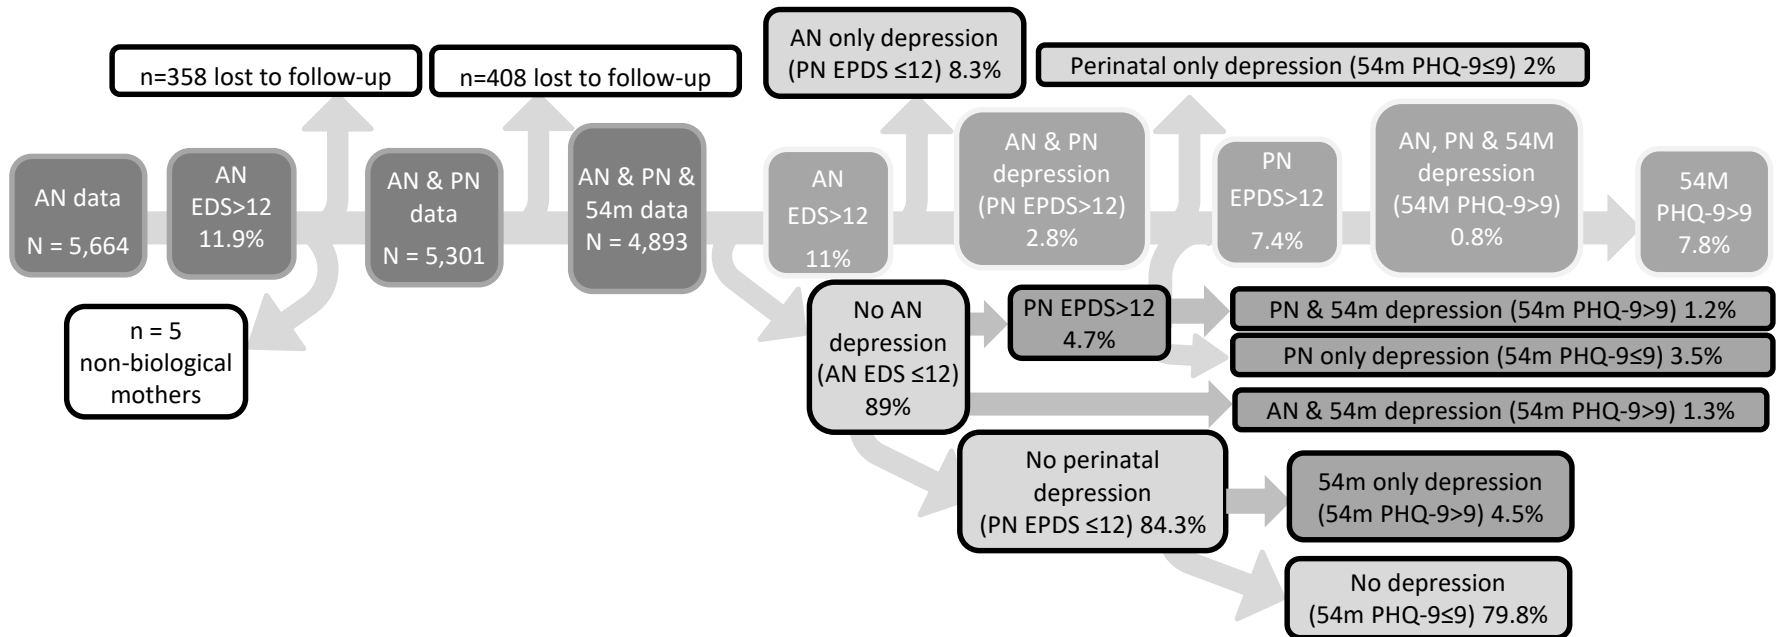 n=358 lost to follow-up
n=408 lost to follow-up
AN only depression
(PN EPDS ≤12) 8.3%
Perinatal only depression (54m PHQ-9≤9) 2%
AN data
N = 5,664
AN
EDS>12
11.9%
AN & PN
data
N = 5,301
AN & PN &
54m data
N = 4,893
AN
EDS>12
11%
AN & PN
depression
(PN EPDS>12)
2.8%
PN
EPDS>12
7.4%
AN, PN & 54M
depression
(54M PHQ-9>9)
0.8%
54M
PHQ-9>9
7.8%
n = 5
non-biological
mothers
No AN
depression
(AN EDS ≤12)
89%
PN EPDS>12
4.7%
PN & 54m depression (54m PHQ-9>9) 1.2%
PN only depression (54m PHQ-9≤9) 3.5%
AN & 54m depression (54m PHQ-9>9) 1.3%
No perinatal
depression
(PN EPDS ≤12) 84.3%
54m only depression
(54m PHQ-9>9) 4.5%
No depression
(54m PHQ-9≤9) 79.8%